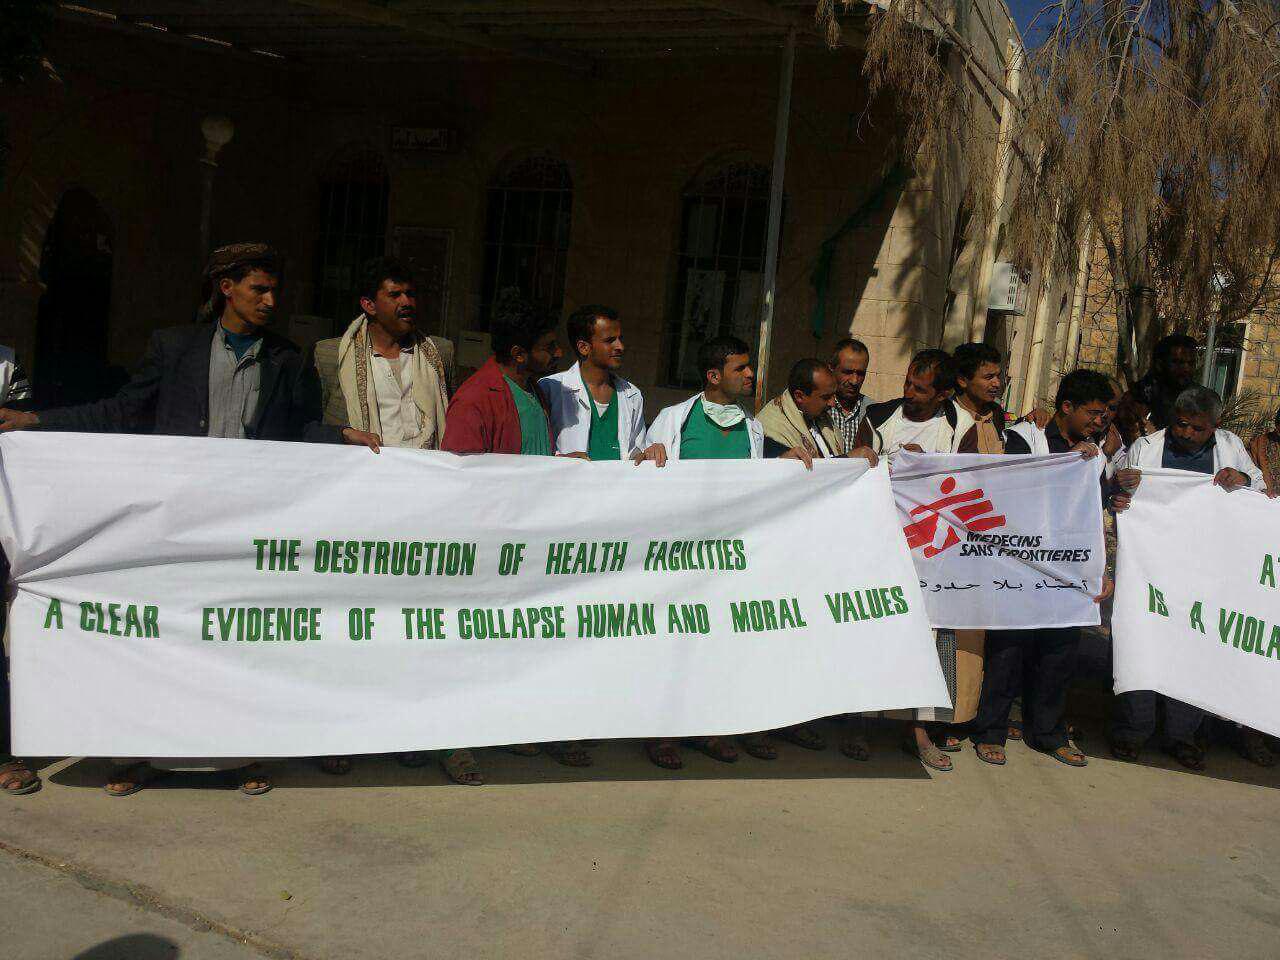 الصيدلية
THE DESTRUCTION OF HEALTH FACILITIES
A CLEAR EVIDENCE OF THE COLLAPSE HUMAN AND MORAL VALUES
MEDECINS
SANS FRONTIERES
أطباء بلا حدود
IS A VIOLA